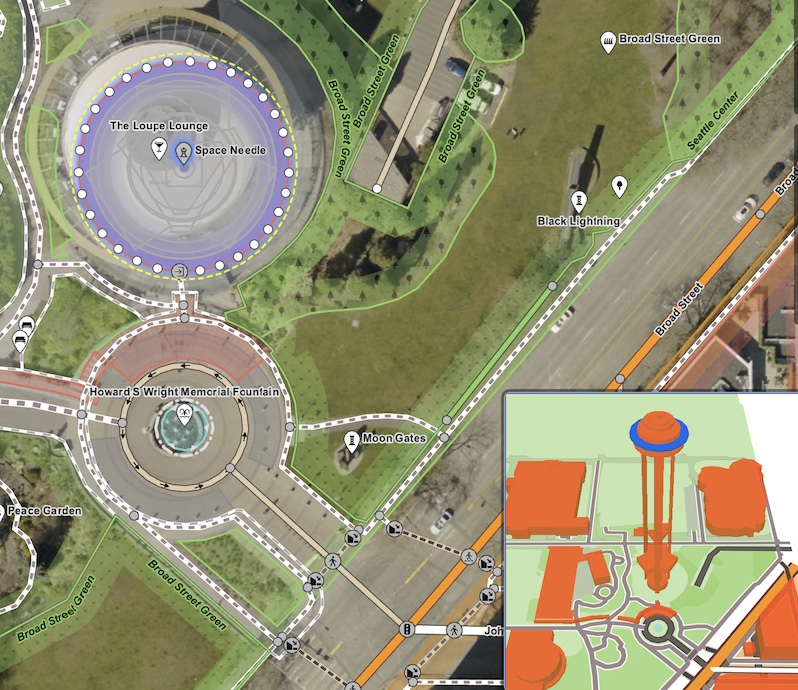 Broad Street Green
Broad Street Green
Broad Street Green
Broad Street Green
Seattle Center
The Loupe Lounge
Space Needle
Broad
Black Lightning
Broad Street
Howard S Wright Memorial Fountain
Moon Gates
Peace Garden
Broad Street Green
Broad Street Green
Joh